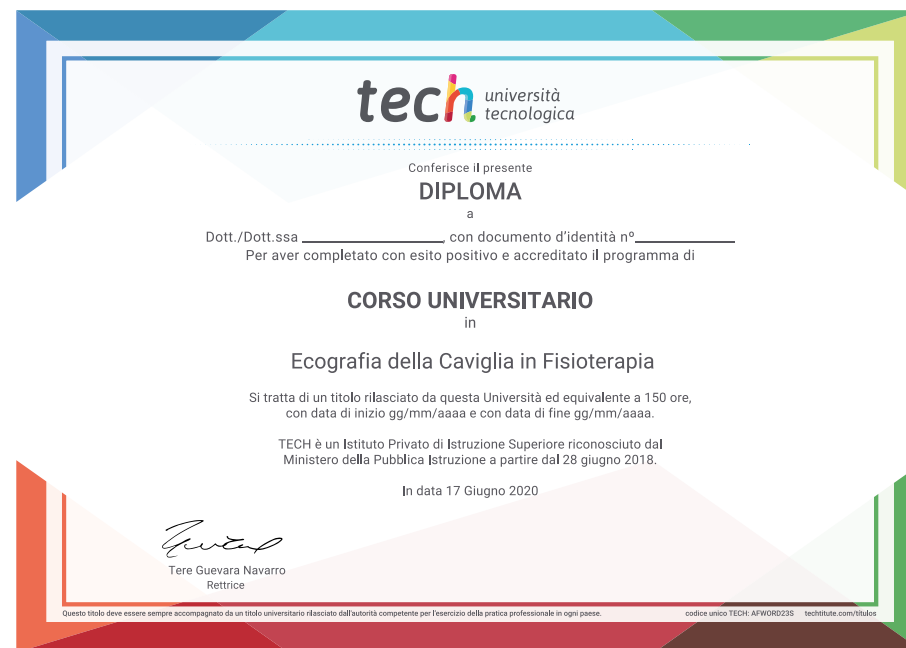 tech università
tecnologica
Conferisce il presente
DIPLOMA
a
Dott./Dott.ssa ________________, con documento d'identità nº____________
Per aver completato con esito positivo e accreditato il programma di
CORSO UNIVERSITARIO
in
Ecografia della Caviglia in Fisioterapia
Si tratta di un titolo rilasciato da questa Università ed equivalente a 150 ore,
con data di inizio gg/mm/aaaa e con data di fine gg/mm/aaaa.
TECH è un Istituto Privato di Istruzione Superiore riconosciuto dal
Ministero della Pubblica Istruzione a partire dal 28 giugno 2018.
In data 17 Giugno 2020
Tere Guevara Navarro
Rettrice
Questo titolo deve essere sempre accompagnato da un titolo universitario rilasciato dall'autorità competente per l'esercizio della pratica professionale in ogni paese. codice unico TECH: AFWORD23S techtitute.com/titulos